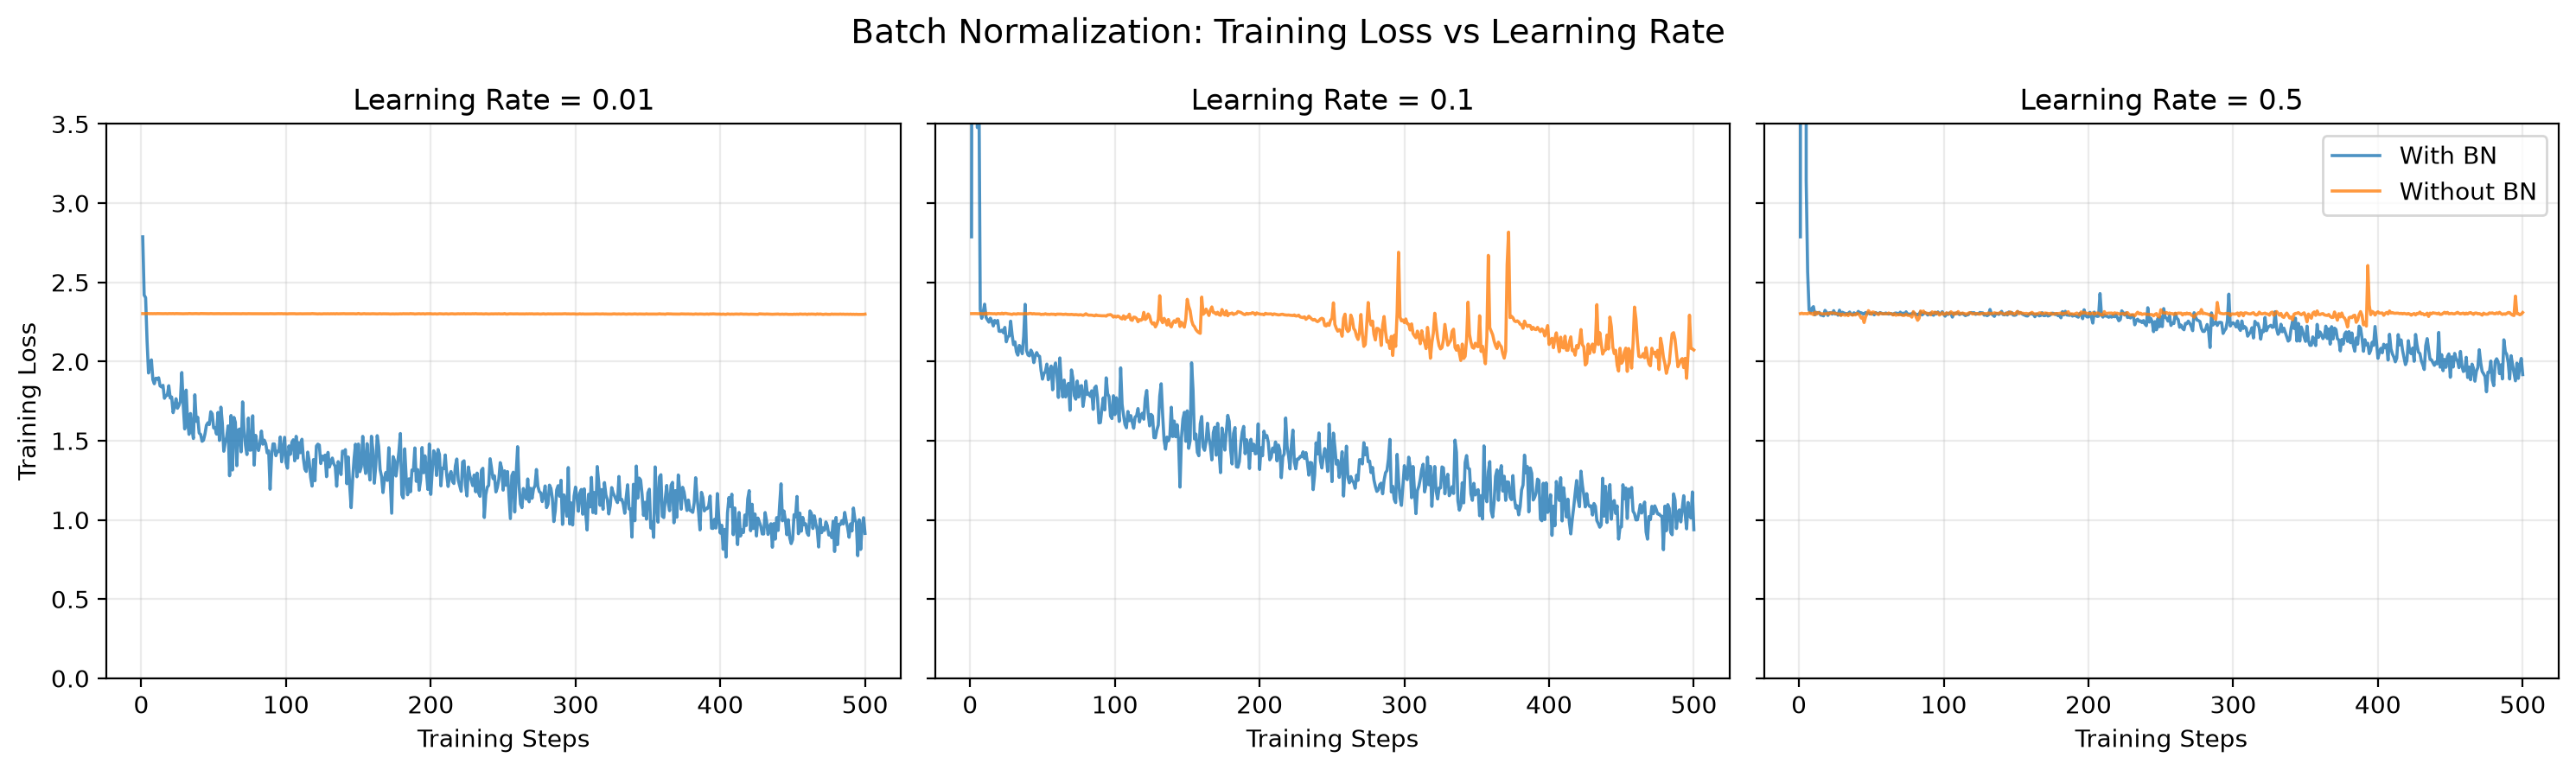 Batch Normalization: Training Loss vs Learning Rate
Learning Rate = 0.01
Learning Rate = 0.1
Learning Rate = 0.5
With BN
Without BN
Training Loss
3.5
3.0
2.5
2.0
1.5
1.0
0.5
0.0
0 100 200 300 400 500
0 100 200 300 400 500
0 100 200 300 400 500
Training Steps
Training Steps
Training Steps